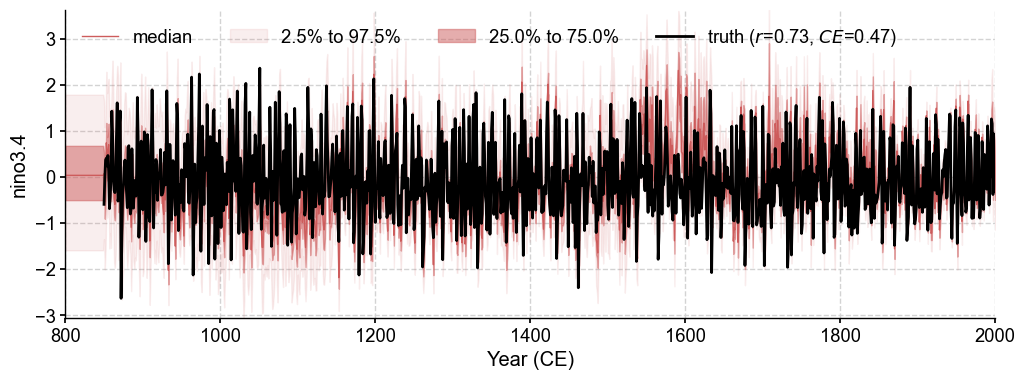 median 2.5% to 97.5% 25.0% to 75.0% truth (r=0.73, CE=0.47)
3
2
1
0
−1
−2
−3
nino3.4
800 1000 1200 1400 1600 1800 2000
Year (CE)